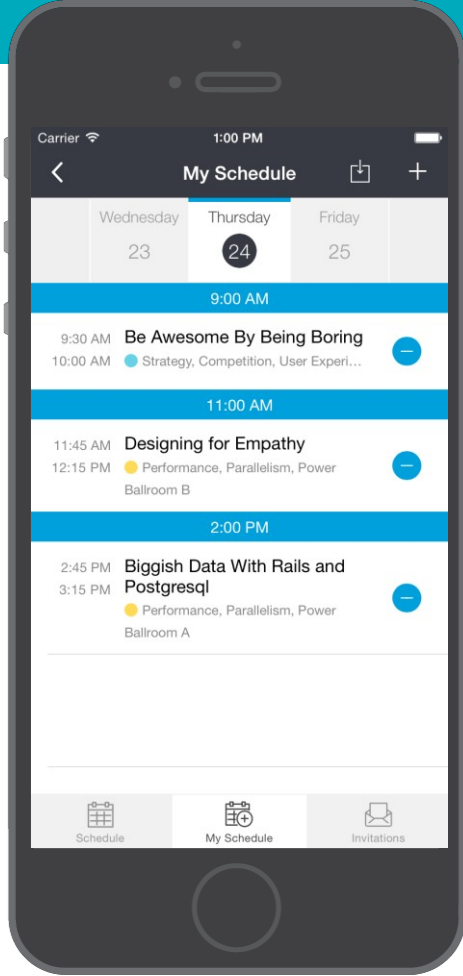 Carrier 1:00 PM
My Schedule
Wednesday Thursday Friday
23 24 25
9:00 AM
9:30 AM Be Awesome By Being Boring
10:00 AM Strategy, Competition, User Experi...
11:00 AM
11:45 AM Designing for Empathy
12:15 PM Performance, Parallelism, Power
Ballroom B
2:00 PM
2:45 PM Biggish Data With Rails and
3:15 PM Postgresql
Performance, Parallelism, Power
Ballroom A
Schedule My Schedule Invitations